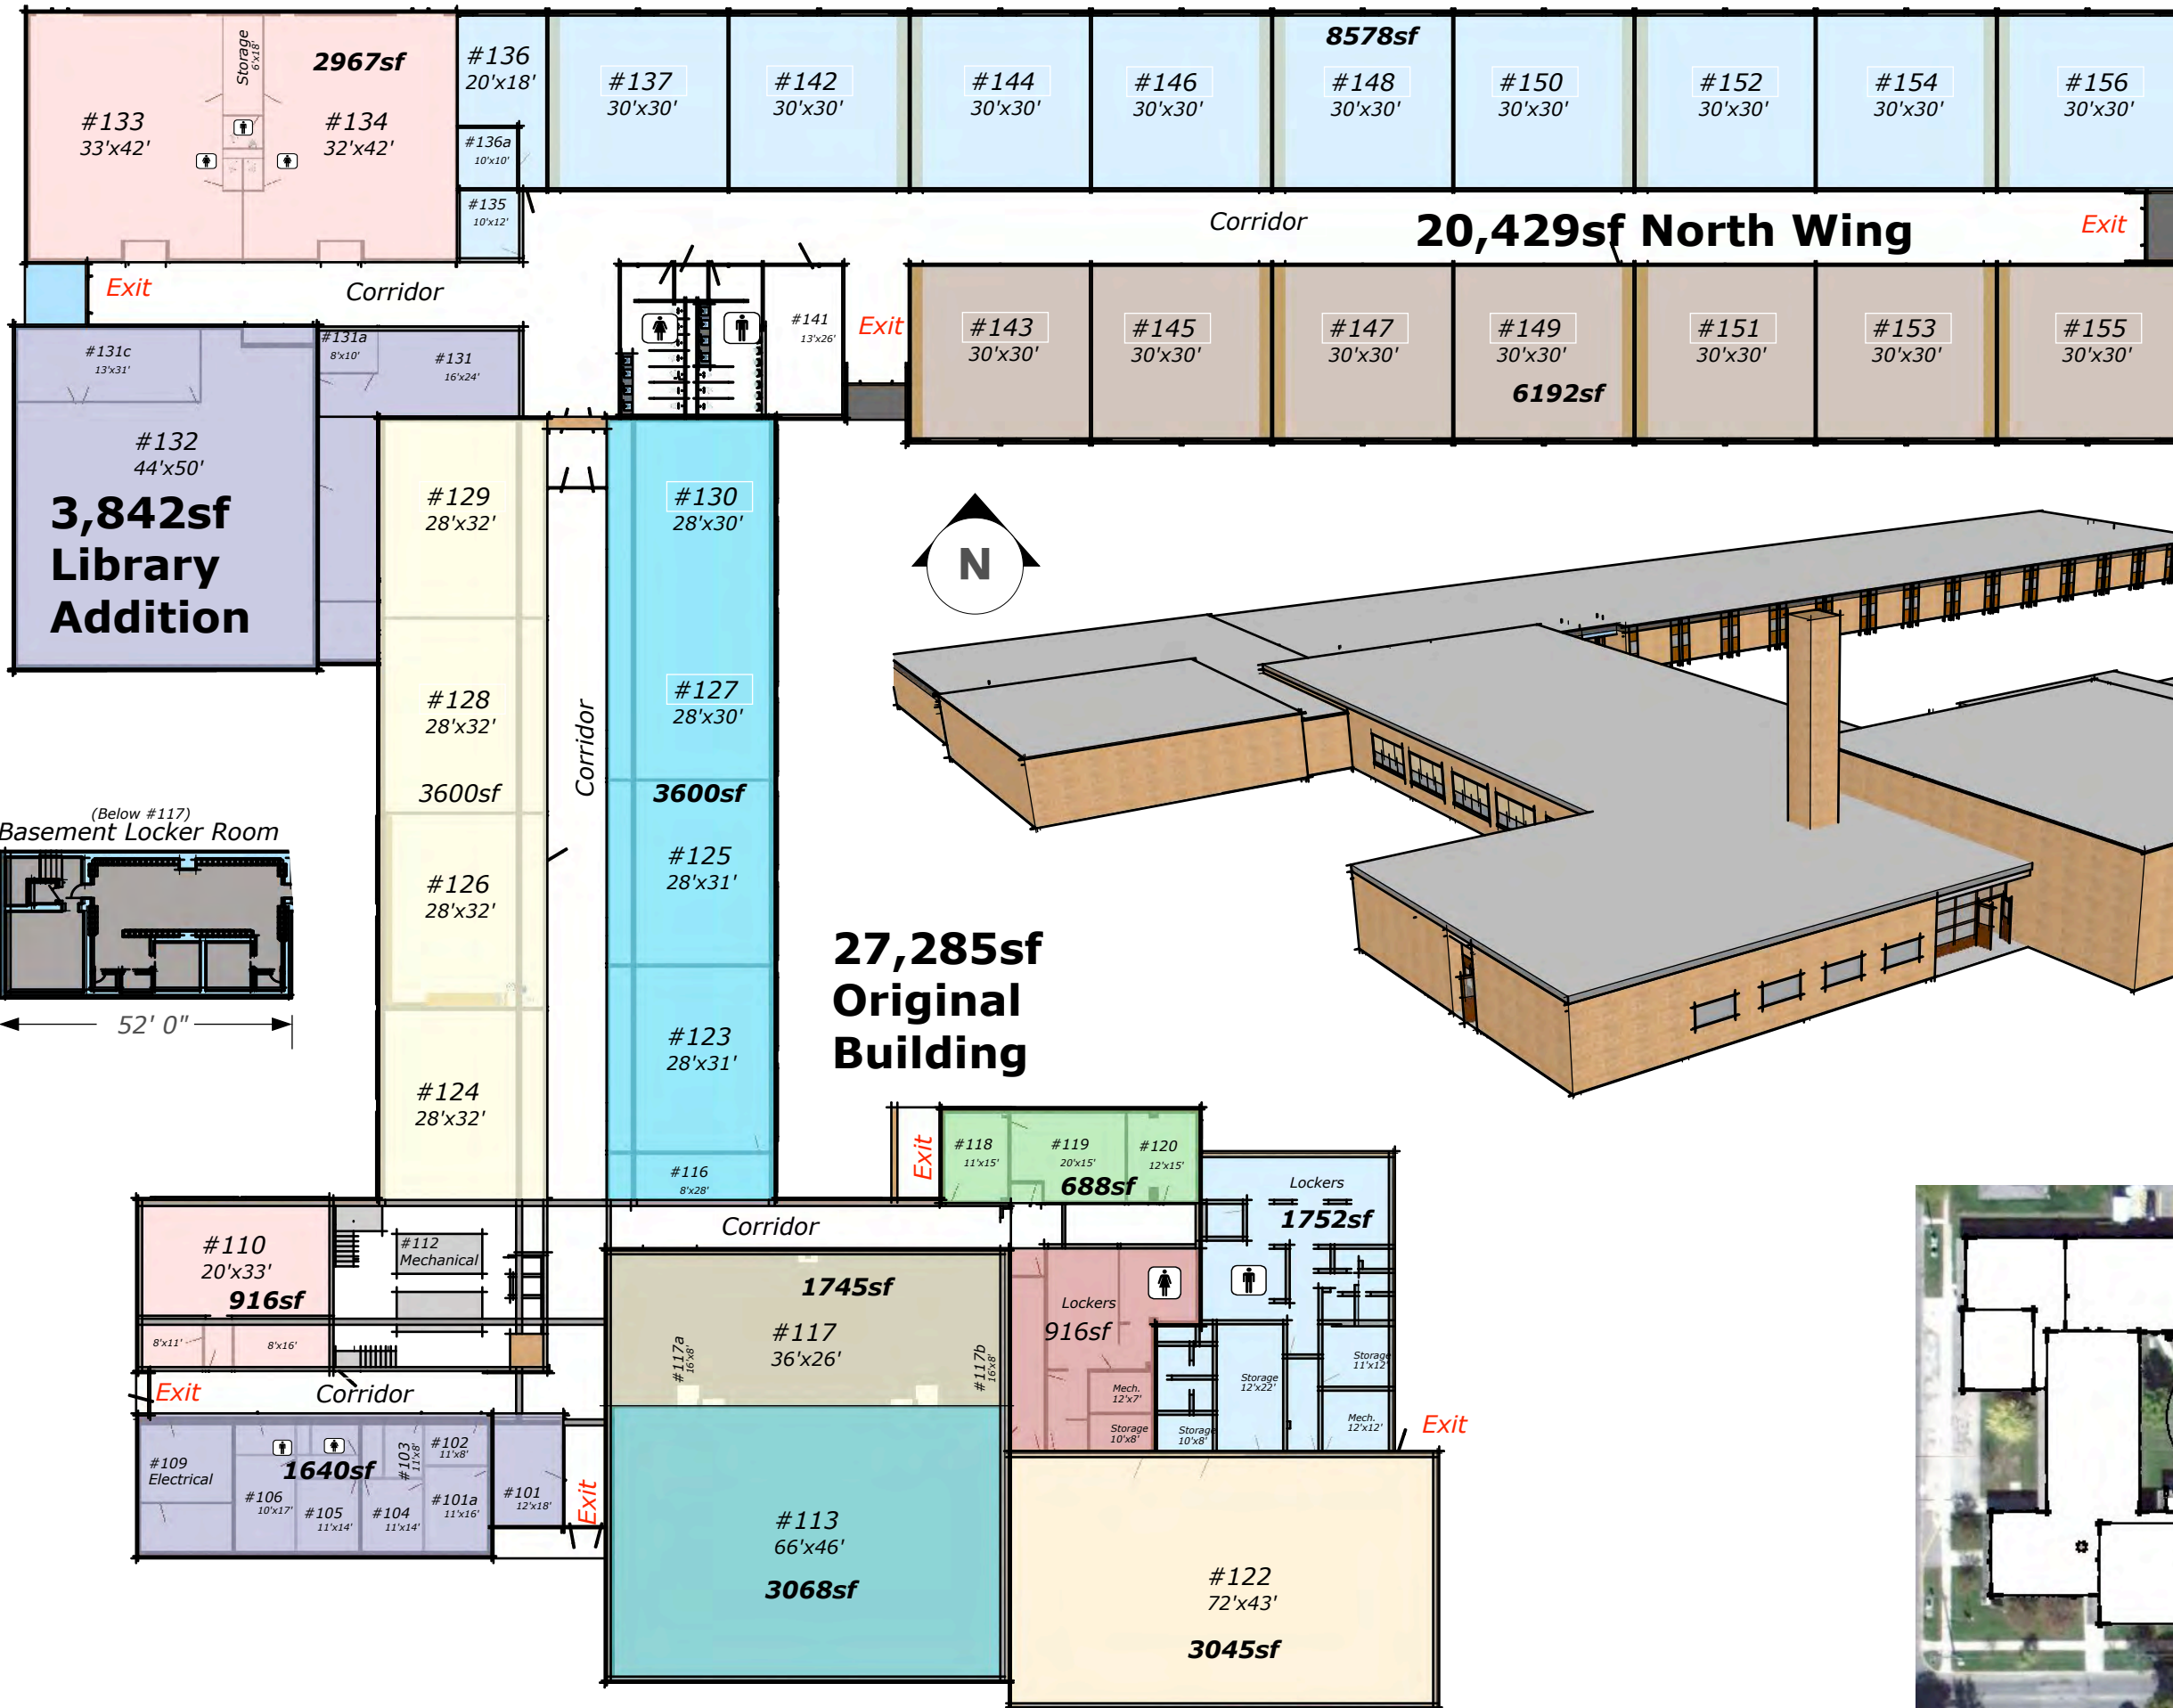 Storage
6'x18'
2967sf
#133
33'x42'
#134
32'x42'
#136
20'x18'
#136a
10'x10'
#135
10'x12'
#137
30'x30'
#142
30'x30'
#144
30'x30'
#146
30'x30'
8578sf
#148
30'x30'
#150
30'x30'
#152
30'x30'
#154
30'x30'
#156
30'x30'
Corridor
20,429sf North Wing
Exit
Exit
Corridor
#141
13'x26'
Exit
#143
30'x30'
#145
30'x30'
#147
30'x30'
#149
30'x30'
6192sf
#151
30'x30'
#153
30'x30'
#155
30'x30'
#131c
13'x31'
#131a
8'x10'
#131
16'x24'
#132
44'x50'
3,842sf
Library
Addition
#129
28'x32'
#128
28'x32'
3600sf
#126
28'x32'
#124
28'x32'
Corridor
#130
28'x30'
#127
28'x30'
3600sf
#125
28'x31'
#123
28'x31'
#116
8'x28'
N
(Below #117)
Basement Locker Room
52' 0"
27,285sf
Original
Building
Exit
#118
11'x15'
#119
20'x15'
#120
12'x15'
688sf
Lockers
1752sf
Corridor
#110
20'x33'
916sf
8'x11'
8'x16'
#112
Mechanical
1745sf
#117
36'x26'
#117a
16'x8'
#117b
16'x8'
Lockers
916sf
Mech.
12'x7'
Storage
10'x8'
Storage
10'x8'
Storage
12'x22'
Storage
11'x12'
Mech.
12'x12'
Exit
Exit
Corridor
#109
Electrical
1640sf
#106
10'x17'
#105
11'x14'
#104
11'x14'
#103
11'x8'
#102
11'x8'
#101a
11'x16'
#101
12'x18'
Exit
#113
66'x46'
3068sf
#122
72'x43'
3045sf